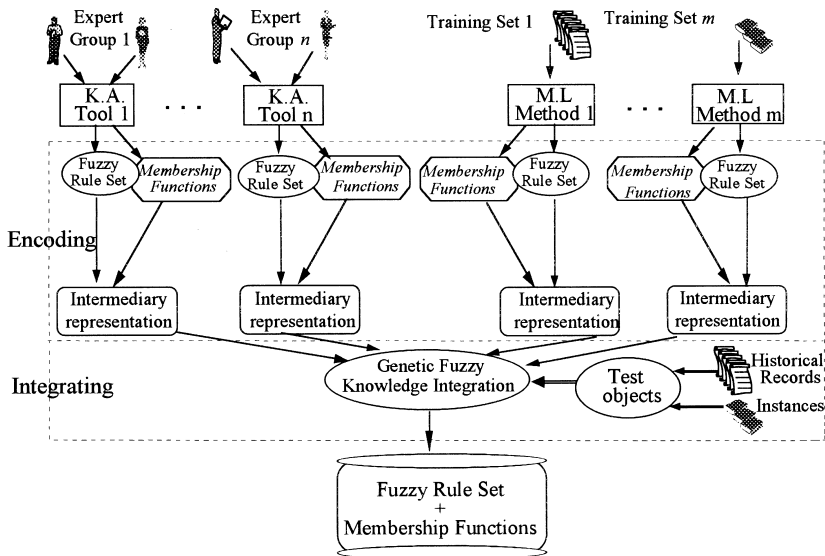 Expert
Group 1
Expert
Group n
Training Set 1
Training Set m
K.A.
Tool 1
. . .
K.A.
Tool n
M.L
Method 1
. . .
M.L
Method m
Fuzzy
Rule Set
Membership
Functions
Fuzzy
Rule Set
Membership
Functions
Membership
Functions
Fuzzy
Rule Set
Membership
Functions
Fuzzy
Rule Set
Encoding
Intermediary
representation
Intermediary
representation
Intermediary
representation
Intermediary
representation
Integrating
Genetic Fuzzy
Knowledge Integration
Test
objects
Historical
Records
Instances
Fuzzy Rule Set
+
Membership Functions